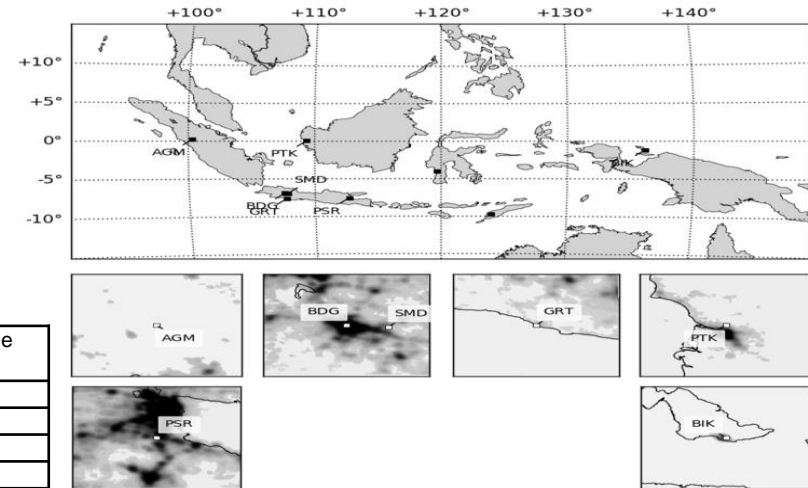 +100° +110° +120° +130° +140°
+10°
+5°
0°
-5°
-10°
AGM
PTK
BIK
SMD
BDG
GRT
PSR
AGM
BDG SMD
GRT
PTK
e
PSR
BIK